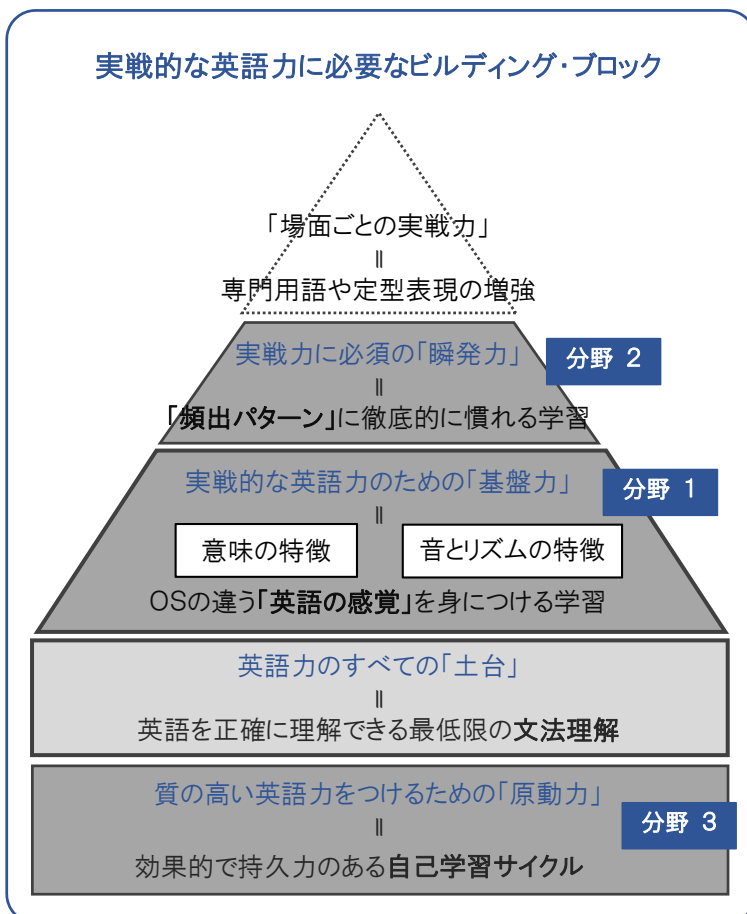 実戦的な英語力に必要なビルディング・ブロック
「場面ごとの実戦力」
＝
専門用語や定型表現の増強
実戦力に必須の「瞬発力」
分野 2
＝
「頻出パターン」に徹底的に慣れる学習
実戦的な英語力のための「基盤力」
分野 1
＝
意味の特徴
音とリズムの特徴
OSの違う「英語の感覚」を身につける学習
英語力のすべての「土台」
＝
英語を正確に理解できる最低限の文法理解
質の高い英語力をつけるための「原動力」
分野 3
＝
効果的で持久力のある自己学習サイクル